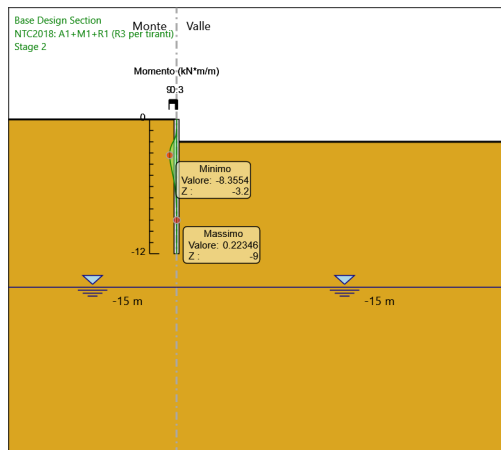 Base Design Section
NTC2018: A1+M1+R1 (R3 per tiranti)
Stage 2
Monte Valle
Momento (kN*m/m)
0
Minimo
Valore: -8.3554
Z : -3.2
Massimo
Valore: 0.22346
Z : -9
-12
-15 m
-15 m